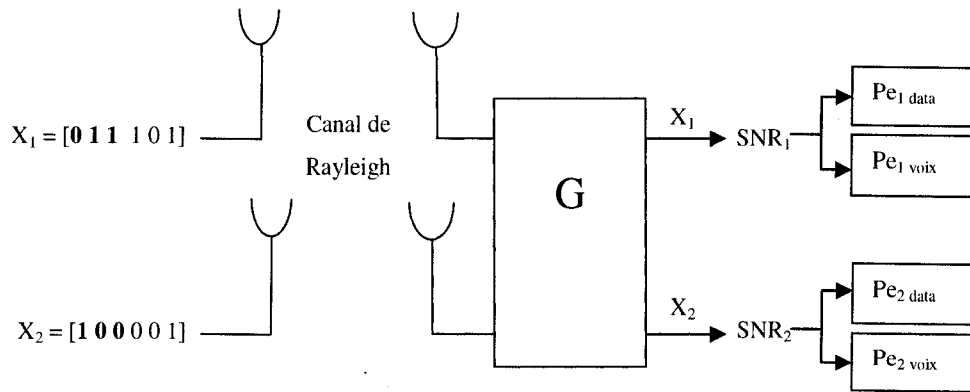 X₁ = [0 1 1 1 0 1]
Canal de
Rayleigh
G
X₁
SNR₁
Pe₁ data
Pe₁ voix
X₂ = [1 0 0 0 0 1]
X₂
SNR₂
Pe₂ data
Pe₂ voix